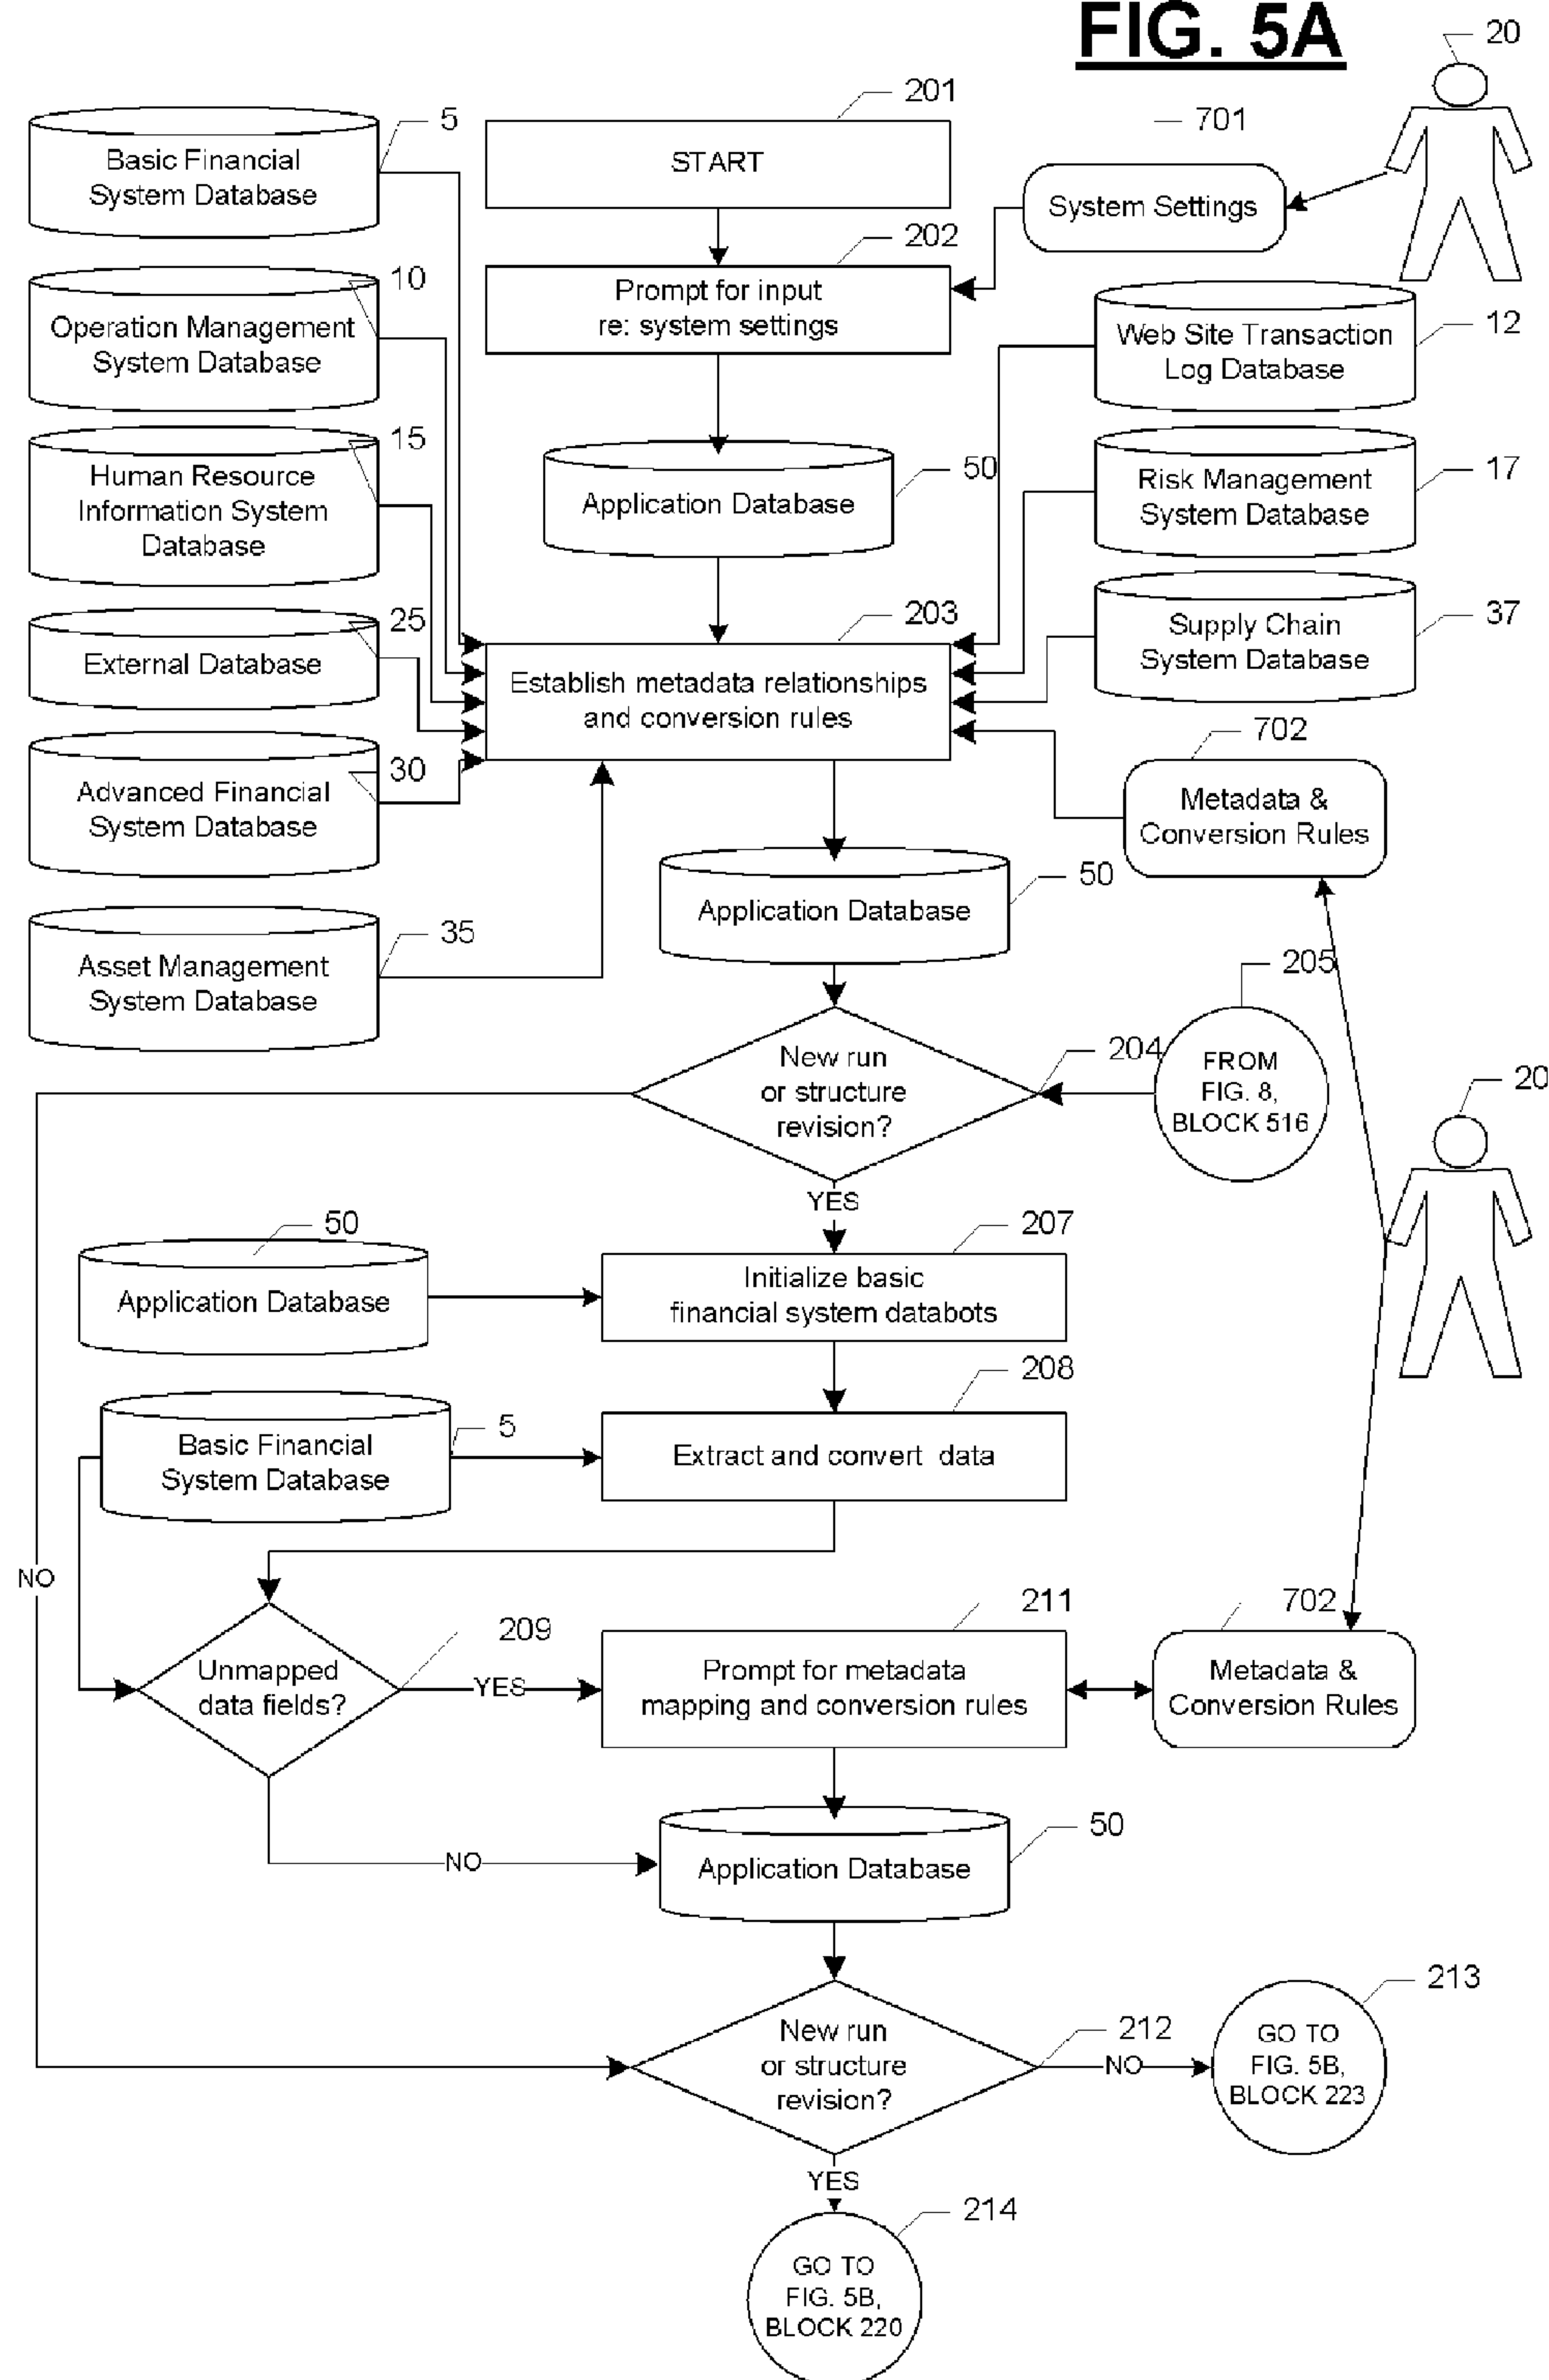 FIG. 5A
20
201
5
701
START
Basic Financial
System Database
System Settings
202
10
Prompt for input
re: system settings
Operation Management
System Database
12
Web Site Transaction
Log Database
15
50
17
Human Resource
Information System
Database
Application Database
Risk Management
System Database
25
203
37
External Database
Supply Chain
System Database
Establish metadata relationships
and conversion rules
702
30
Advanced Financial
System Database
Metadata &
Conversion Rules
50
Application Database
35
Asset Management
System Database
205
204
New run
or structure
revision?
FROM
FIG. 8,
BLOCK 516
20
YES
50
207
Application Database
Initialize basic
financial system databots
208
5
Basic Financial
System Database
Extract and convert data
NO
209
211
702
Unmapped
data fields?
YES
Prompt for metadata
mapping and conversion rules
Metadata &
Conversion Rules
50
NO
Application Database
213
212
New run
or structure
revision?
NO
GO TO
FIG. 5B,
BLOCK 223
YES
214
GO TO
FIG. 5B,
BLOCK 220